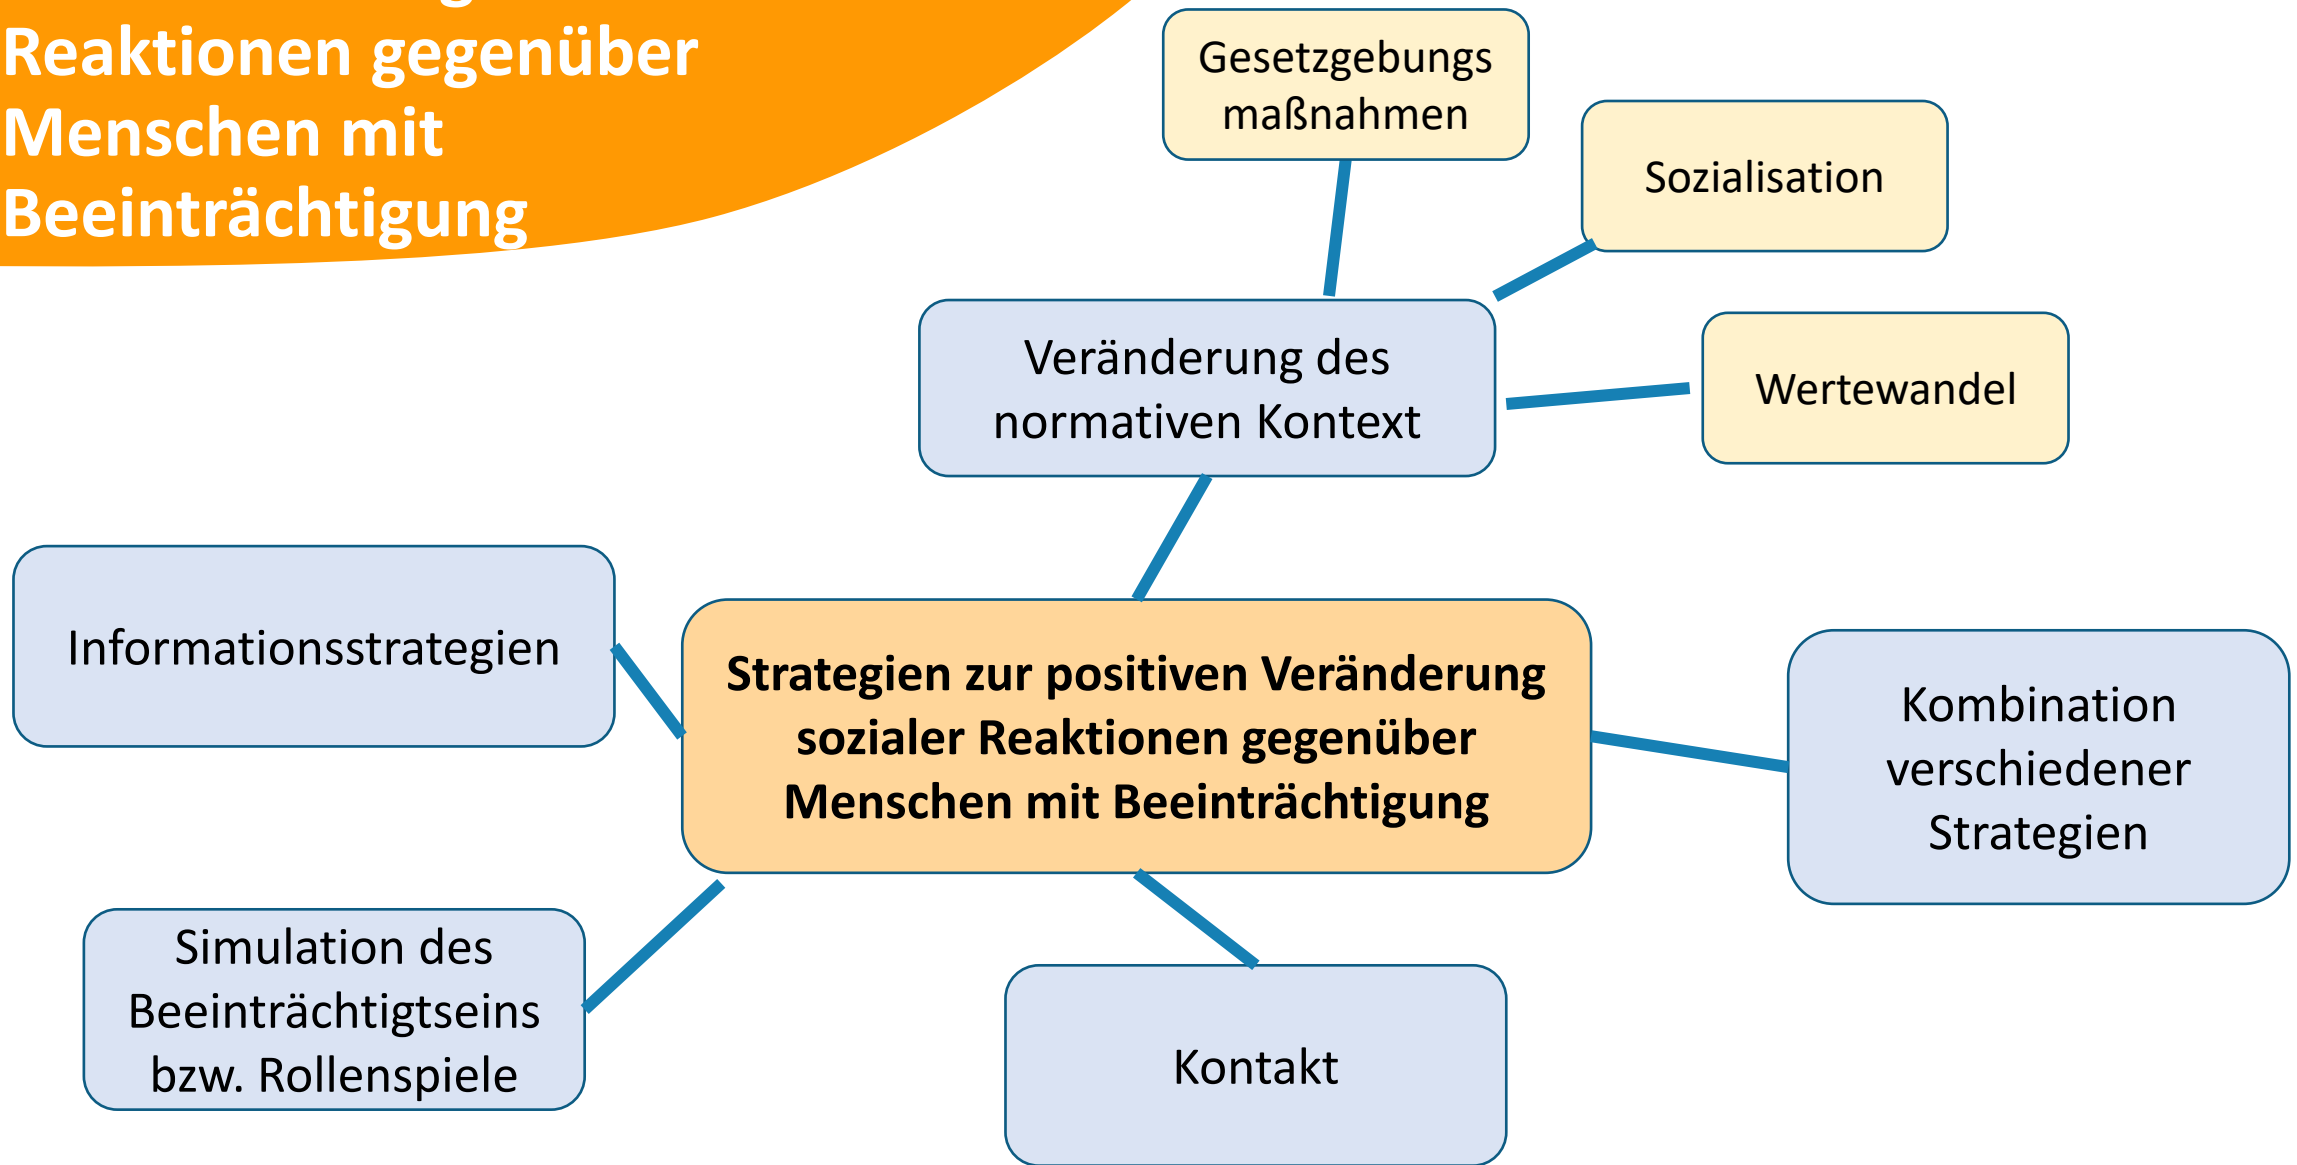 Reaktionen gegenüber
Menschen mit
Beeinträchtigung
Gesetzgebungs
maßnahmen
Sozialisation
Veränderung des
normativen Kontext
Wertewandel
Informationsstrategien
Strategien zur positiven Veränderung
sozialer Reaktionen gegenüber
Menschen mit Beeinträchtigung
Kombination
verschiedener
Strategien
Simulation des
Beeinträchtigtseins
bzw. Rollenspiele
Kontakt